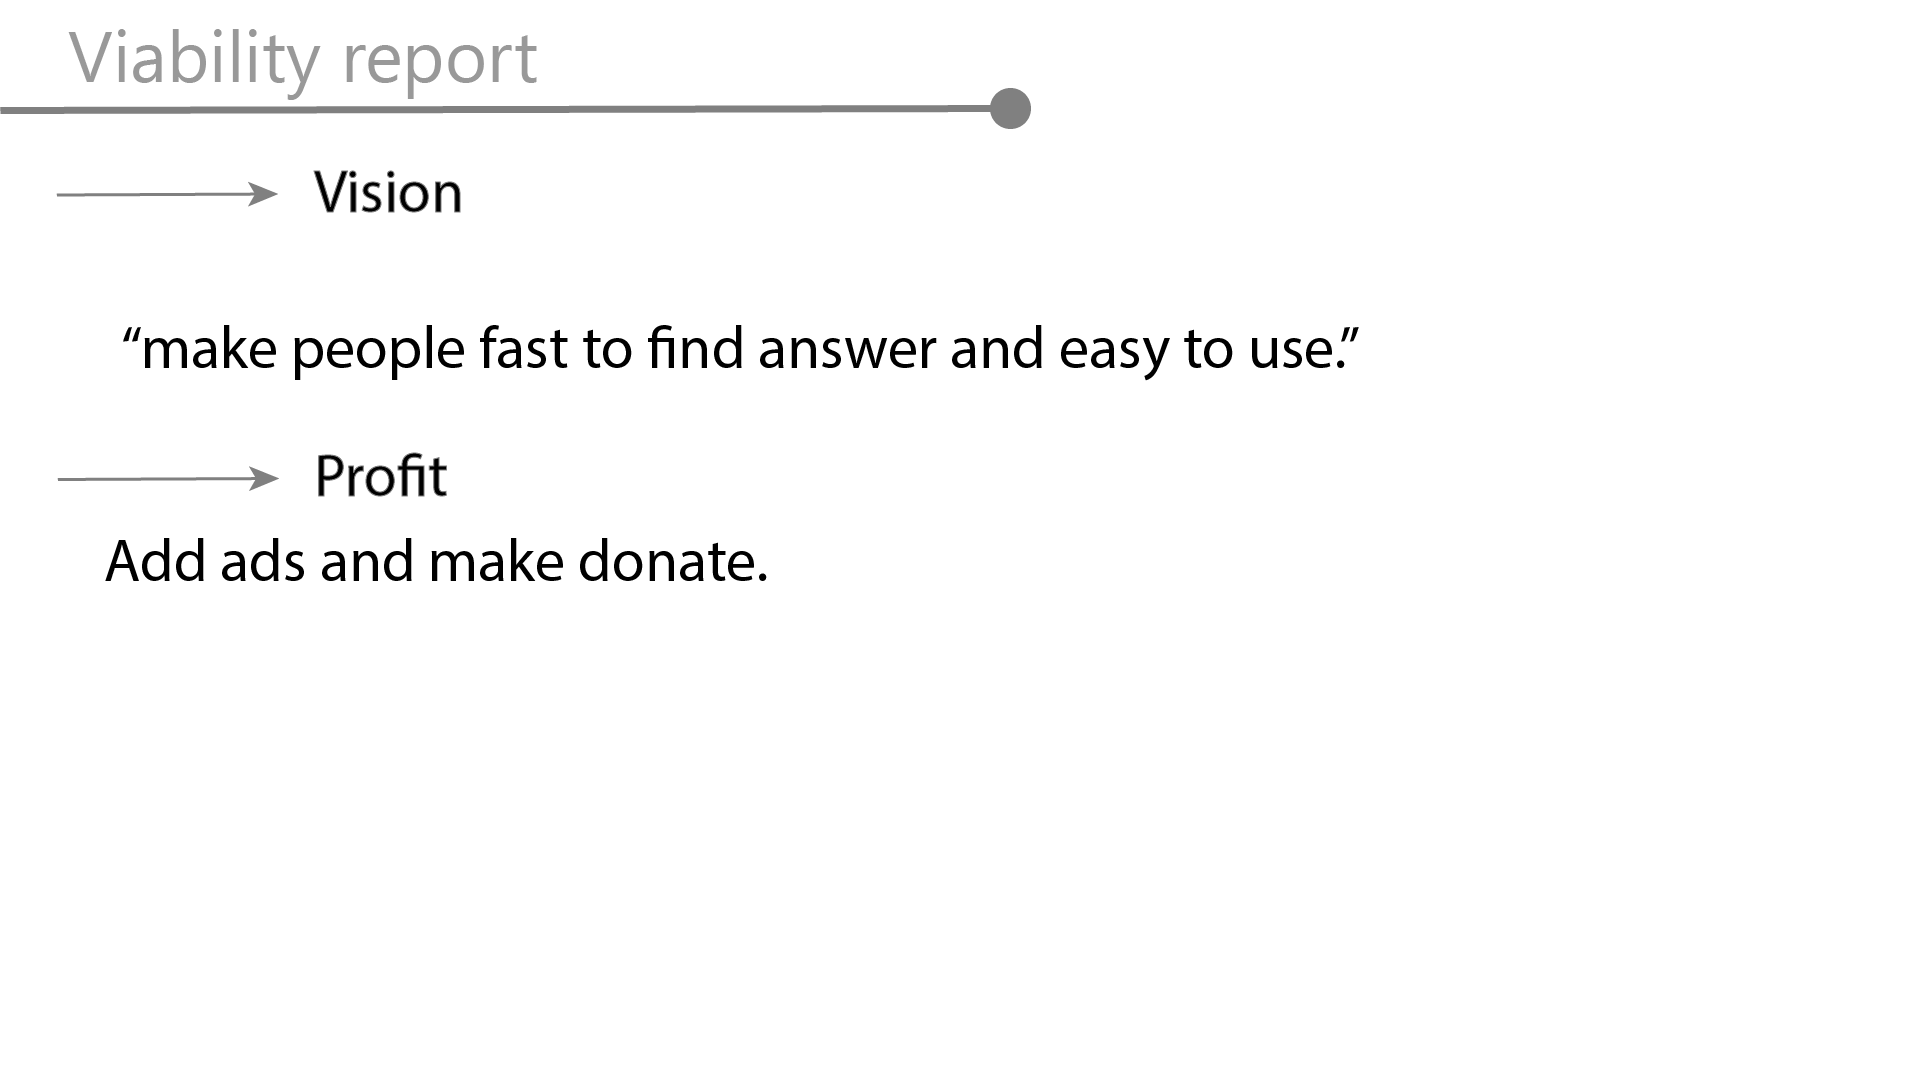 Viability report
Vision
“make people fast to find answer and easy to use.”
Profit
Add ads and make donate.